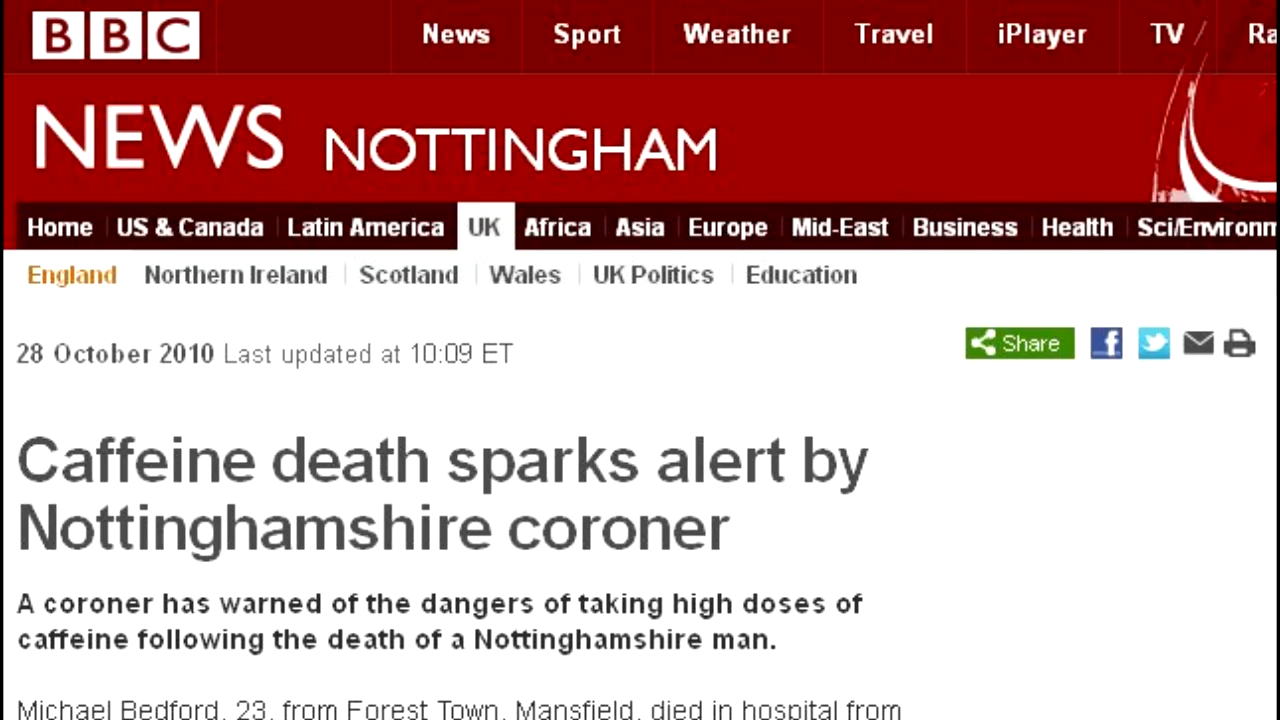 BBC News Sport Weather Travel iPlayer TV
NEWS NOTTINGHAM
Home US & Canada Latin America UK Africa Asia Europe Mid-East Business Health
England Northern Ireland Scotland Wales UK Politics Education
28 October 2010 Last updated at 10:09 ET Share f
Caffeine death sparks alert by
Nottinghamshire coroner
A coroner has warned of the dangers of taking high doses of
caffeine following the death of a Nottinghamshire man.
Michael Bedford, 23, from Forest Town, Mansfield, died in hospital from